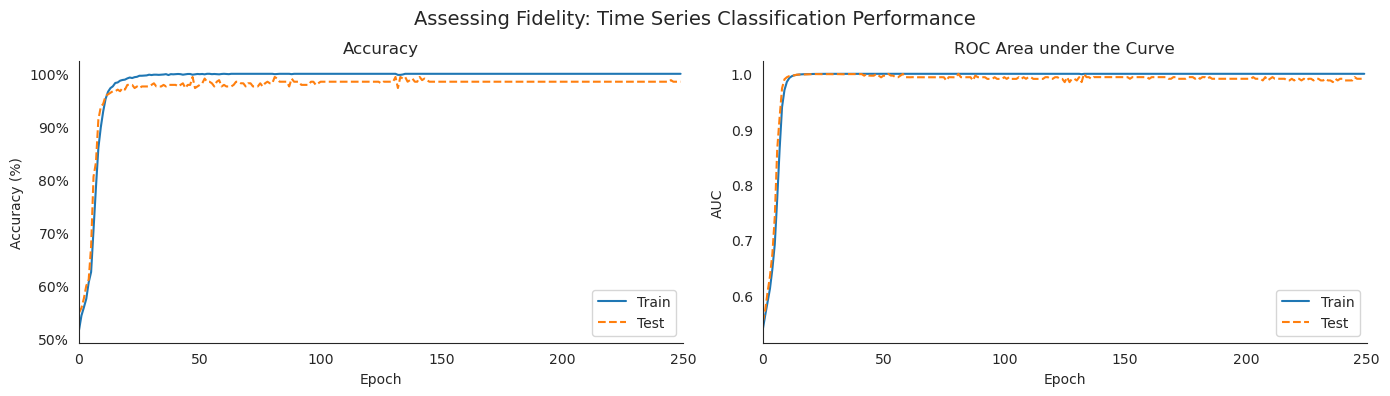 Assessing Fidelity: Time Series Classification Performance
Accuracy
100%
90%
80%
70%
60%
50%
Accuracy (%)
0 50 100 150 200 250
Epoch
Train
Test
ROC Area under the Curve
1.0
0.9
0.8
0.7
0.6
AUC
0 50 100 150 200 250
Epoch
Train
Test